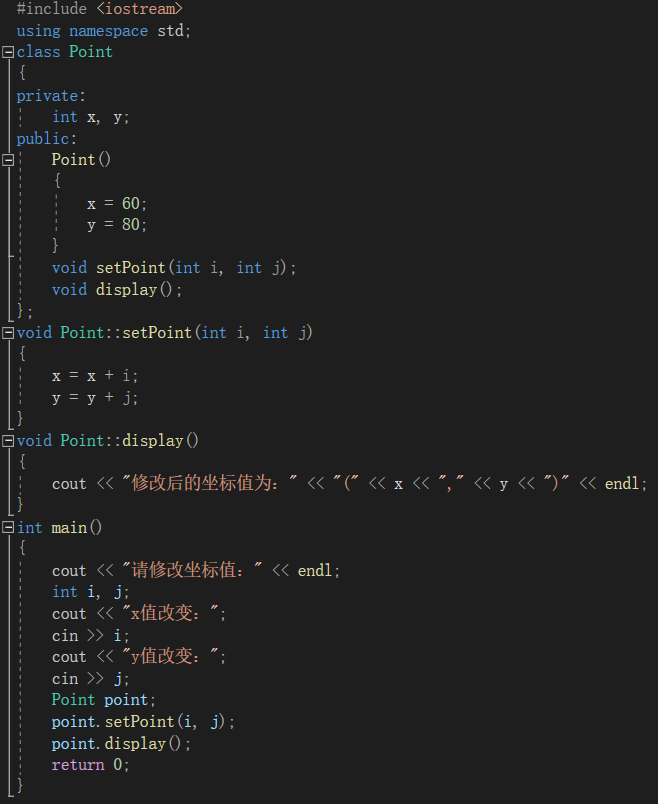 #include <iostream>
using namespace std;
class Point
{
private:
    int x, y;
public:
    Point()
    {
        x = 60;
        y = 80;
    }
    void setPoint(int i, int j);
    void display();
};
void Point::setPoint(int i, int j)
{
    x = x + i;
    y = y + j;
}
void Point::display()
{
    cout << "修改后的坐标值为：" << "(" << x << "," << y << ")" << endl;
}
int main()
{
    cout << "请修改坐标值：" << endl;
    int i, j;
    cout << "x值改变：";
    cin >> i;
    cout << "y值改变：";
    cin >> j;
    Point point;
    point.setPoint(i, j);
    point.display();
    return 0;
}